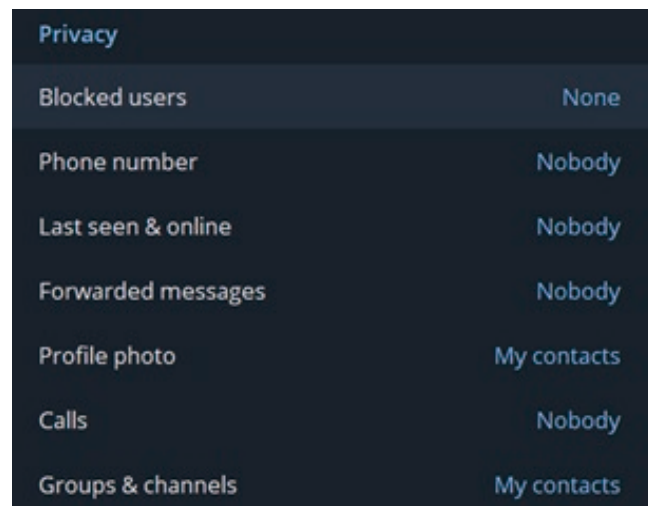 Privacy
Blocked users None
Phone number Nobody
Last seen & online Nobody
Forwarded messages Nobody
Profile photo My contacts
Calls Nobody
Groups & channels My contacts